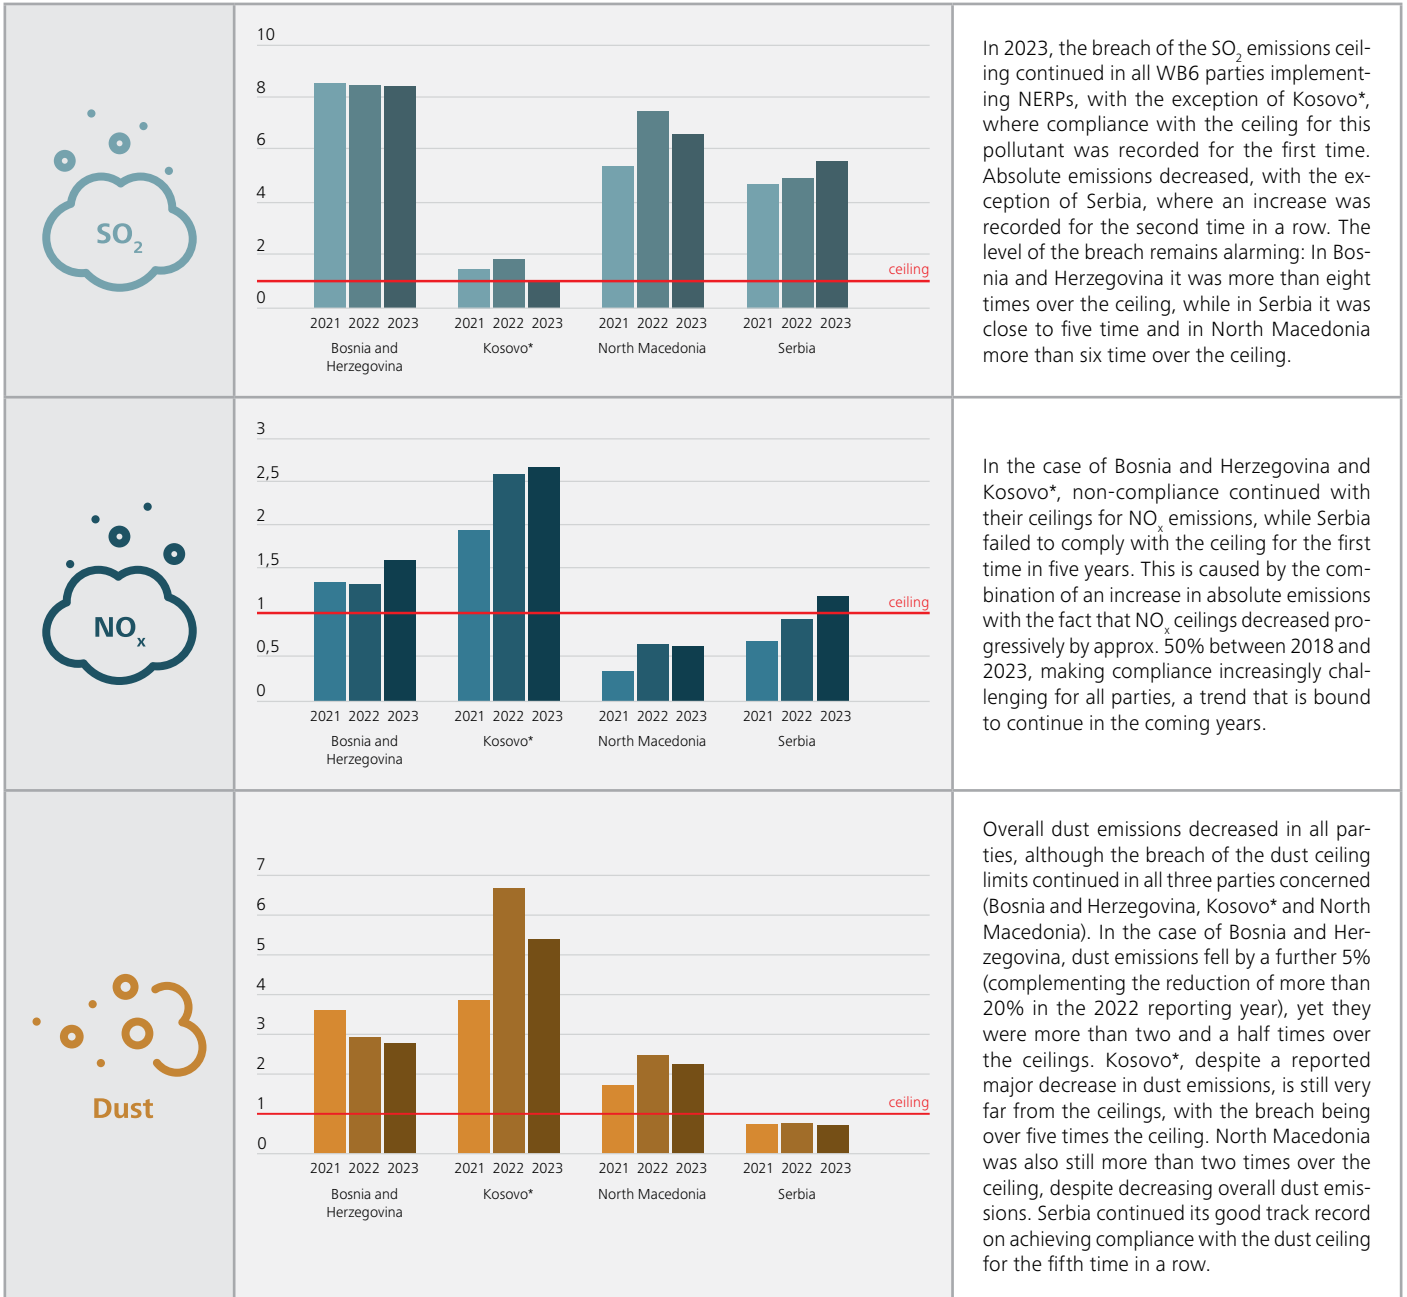 SO2
10
8
6
4
2
0
ceiling
2021 2022 2023 2021 2022 2023 2021 2022 2023 2021 2022 2023
Bosnia and Herzegovina
Kosovo*
North Macedonia
Serbia
In 2023, the breach of the SO2 emissions ceil-
ing continued in all WB6 parties implement-
ing NERPs, with the exception of Kosovo*,
where compliance with the ceiling for this
pollutant was recorded for the first time.
Absolute emissions decreased, with the ex-
ception of Serbia, where an increase was
recorded for the second time in a row. The
level of the breach remains alarming: In Bos-
nia and Herzegovina it was more than eight
times over the ceiling, while in Serbia it was
close to five time and in North Macedonia
more than six time over the ceiling.
NOx
3
2,5
2
1,5
1
0,5
0
ceiling
2021 2022 2023 2021 2022 2023 2021 2022 2023 2021 2022 2023
Bosnia and Herzegovina
Kosovo*
North Macedonia
Serbia
In the case of Bosnia and Herzegovina and
Kosovo*, non-compliance continued with
their ceilings for NOx emissions, while Serbia
failed to comply with the ceiling for the first
time in five years. This is caused by the com-
bination of an increase in absolute emissions
with the fact that NOx ceilings decreased pro-
gressively by approx. 50% between 2018 and
2023, making compliance increasingly chal-
lenging for all parties, a trend that is bound
to continue in the coming years.
Dust
7
6
5
4
3
2
1
0
ceiling
2021 2022 2023 2021 2022 2023 2021 2022 2023 2021 2022 2023
Bosnia and Herzegovina
Kosovo*
North Macedonia
Serbia
Overall dust emissions decreased in all par-
ties, although the breach of the dust ceiling
limits continued in all three parties concerned
(Bosnia and Herzegovina, Kosovo* and North
Macedonia). In the case of Bosnia and Her-
zegovina, dust emissions fell by a further 5%
(complementing the reduction of more than
20% in the 2022 reporting year), yet they
were more than two and a half times over
the ceilings. Kosovo*, despite a reported
major decrease in dust emissions, is still very
far from the ceilings, with the breach being
over five times the ceiling. North Macedonia
was also still more than two times over the
ceiling, despite decreasing overall dust emis-
sions. Serbia continued its good track record
on achieving compliance with the dust ceiling
for the fifth time in a row.